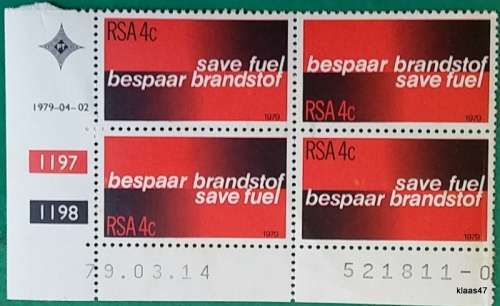 RSA 4c
save fuel
bespaar brandstof
1979
bespaar brandstof
save fuel
RSA 4c
1979
1979-04-02
1197
bespaar brandstof
save fuel
RSA 4c
1979
RSA 4c
save fuel
bespaar brandstof
1979
1198
79.03.14
521811-0
klaas47